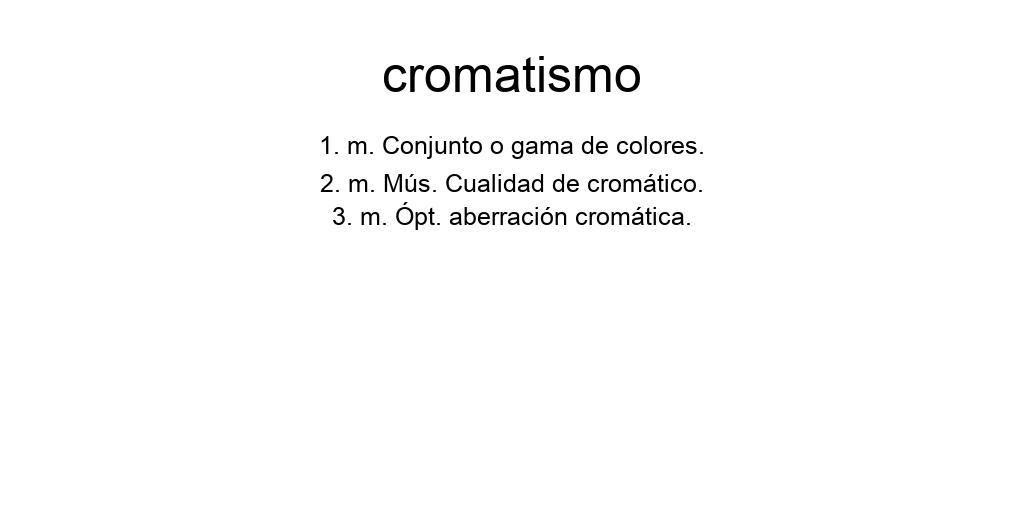 cromatismo
1. m. Conjunto o gama de colores.
2. m. Mús. Cualidad de cromático.
3. m. Ópt. aberración cromática.